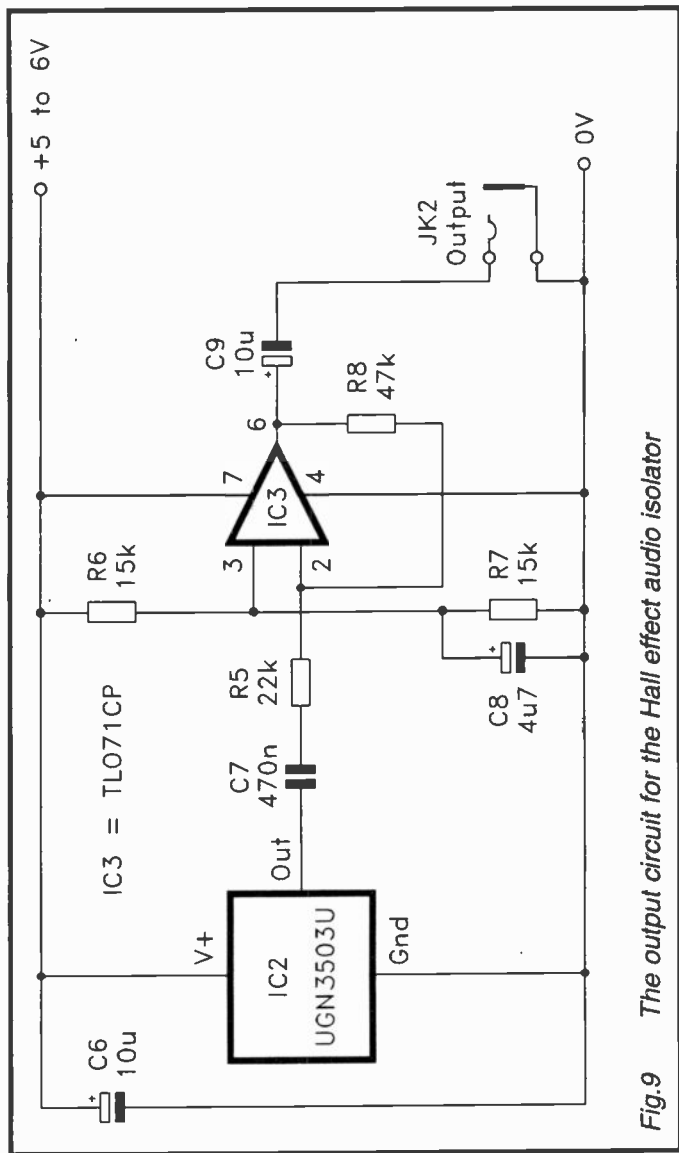 +5 to 6V
C6
10u
IC3 = TL071CP
R6
15k
V+
IC2
UGN3503U
Out
Gnd
C7
470n
R5
22k
3
2
7
4
6
IC3
C9
10u
R8
47k
JK2
Output
C8
4u7
R7
15k
0V
Fig.9 The output circuit for the Hall effect audio isolator